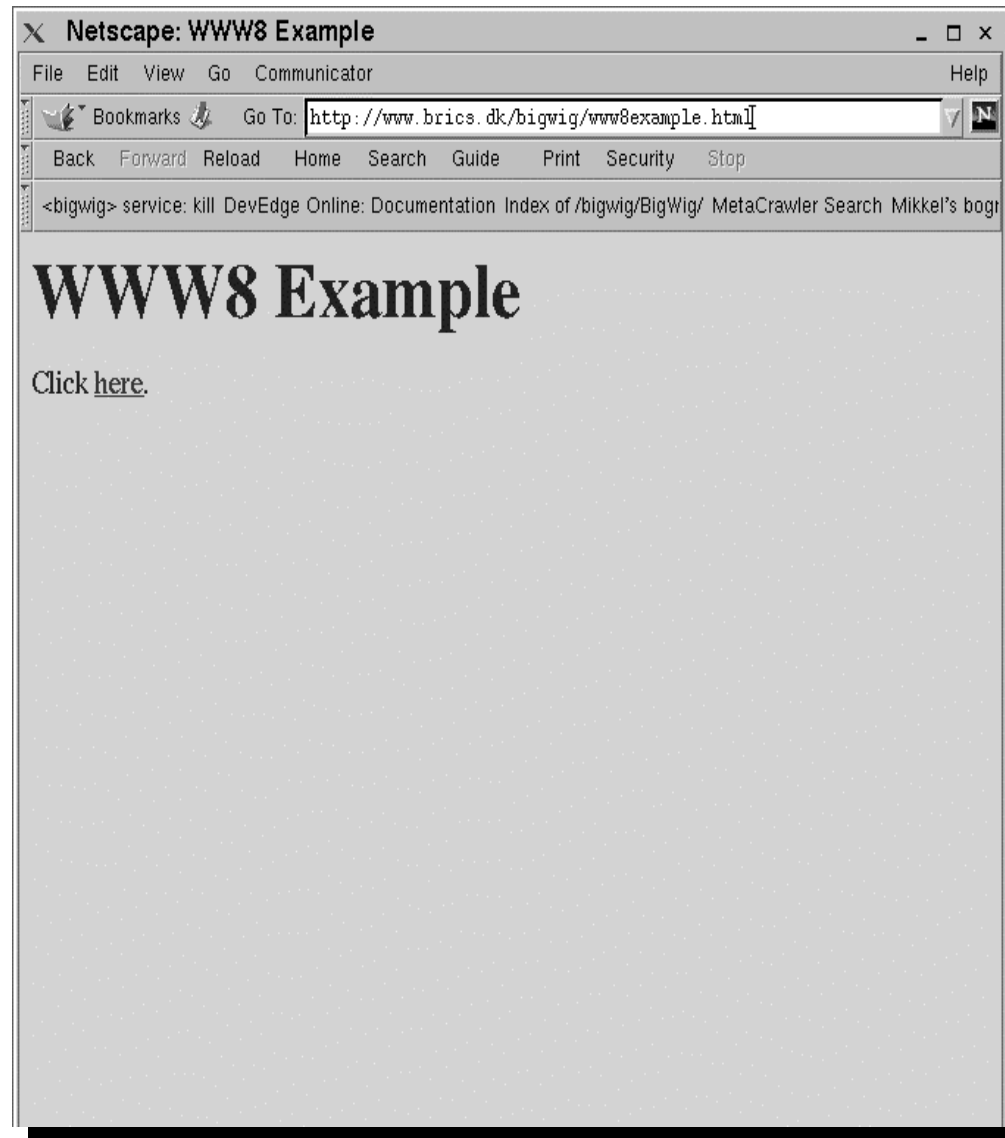 X Netscape: WWW8 Example
File Edit View Go Communicator Help
Bookmarks Go To: http://www.brics.dk/bigwig/www8example.html N
Back Forward Reload Home Search Guide Print Security Stop
<bigwig> service: kill DevEdge Online: Documentation Index of /bigwig/BigWig/ MetaCrawler Search Mikkel's bogr
WWW8 Example
Click here.